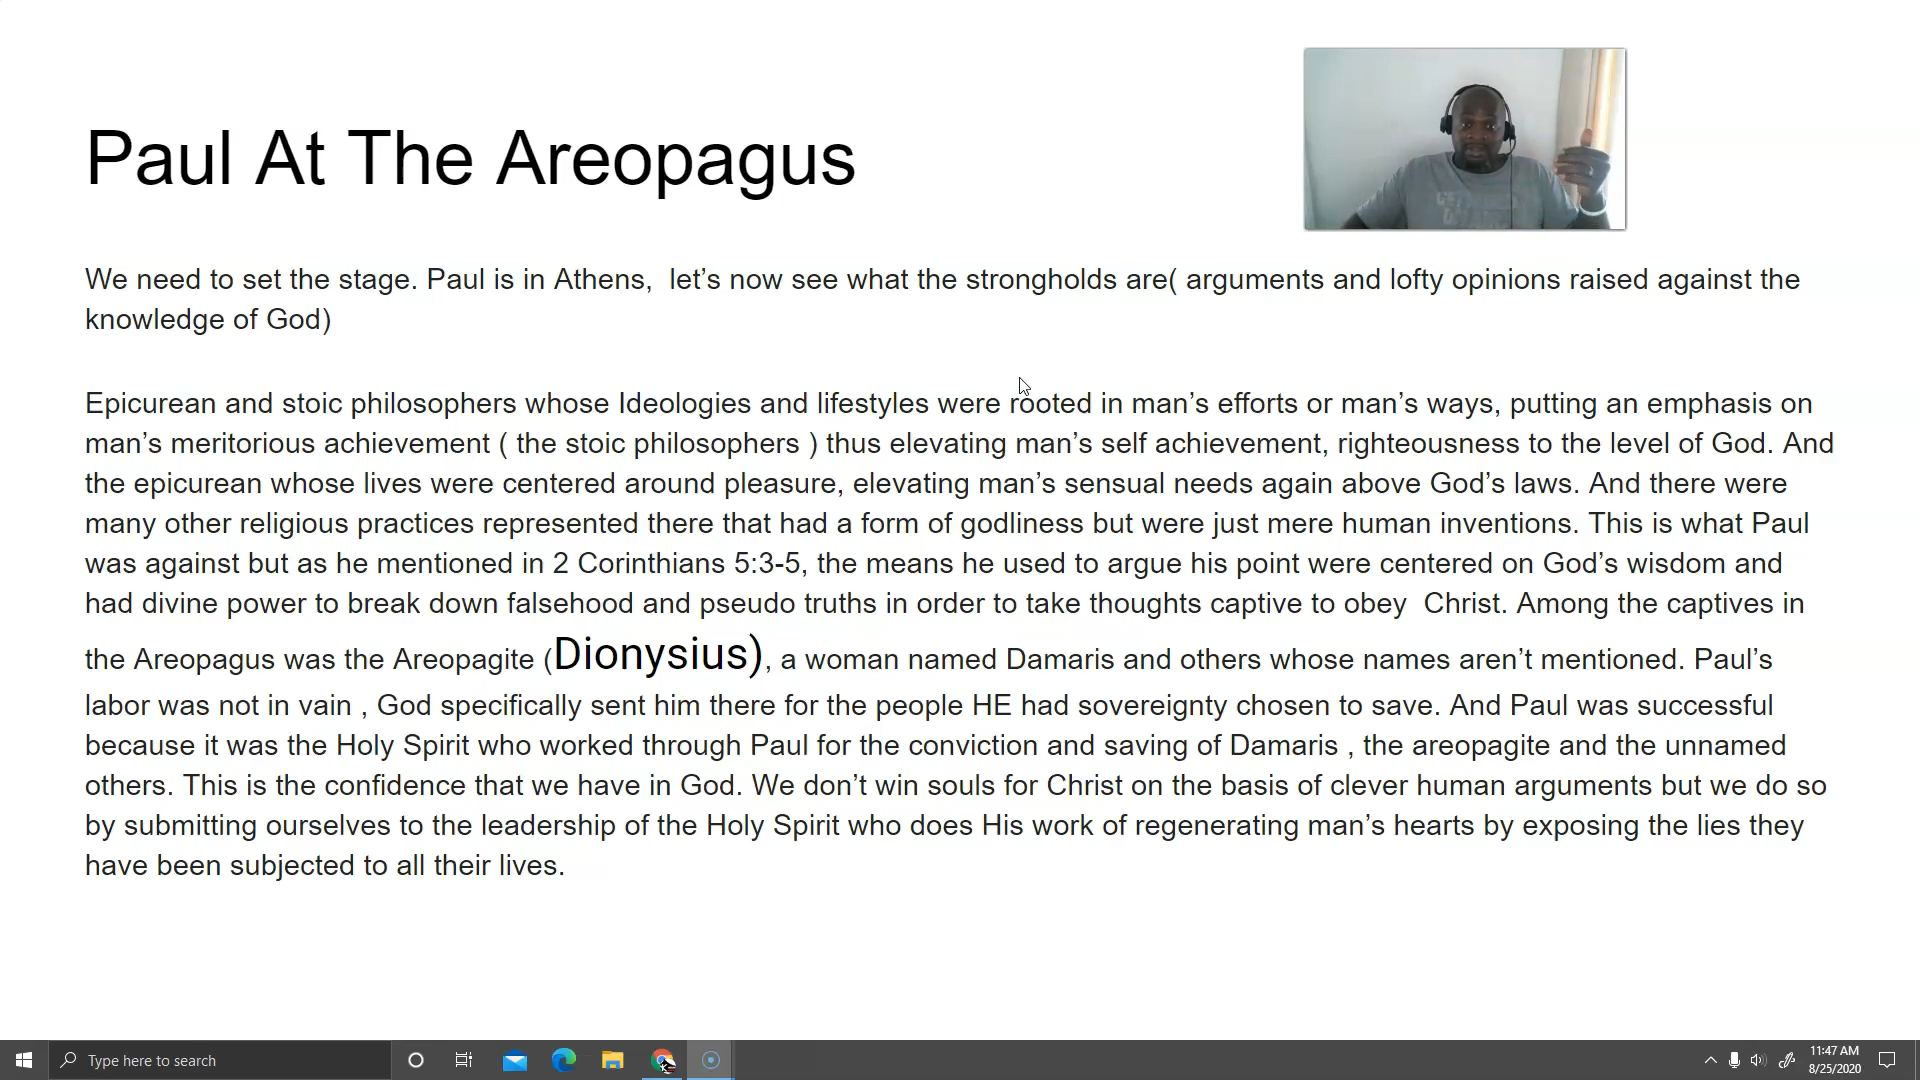 Paul At The Areopagus
We need to set the stage. Paul is in Athens,  let’s now see what the strongholds are( arguments and lofty opinions raised against the
knowledge of God)
Epicurean and stoic philosophers whose Ideologies and lifestyles were rooted in man’s efforts or man’s ways, putting an emphasis on
man’s meritorious achievement ( the stoic philosophers ) thus elevating man’s self achievement, righteousness to the level of God. And
the epicurean whose lives were centered around pleasure, elevating man’s sensual needs again above God’s laws. And there were
many other religious practices represented there that had a form of godliness but were just mere human inventions. This is what Paul
was against but as he mentioned in 2 Corinthians 5:3-5, the means he used to argue his point were centered on God’s wisdom and
had divine power to break down falsehood and pseudo truths in order to take thoughts captive to obey  Christ. Among the captives in
the Areopagus was the Areopagite (Dionysius), a woman named Damaris and others whose names aren’t mentioned. Paul’s
labor was not in vain , God specifically sent him there for the people HE had sovereignty chosen to save. And Paul was successful
because it was the Holy Spirit who worked through Paul for the conviction and saving of Damaris , the areopagite and the unnamed
others. This is the confidence that we have in God. We don’t win souls for Christ on the basis of clever human arguments but we do so
by submitting ourselves to the leadership of the Holy Spirit who does His work of regenerating man’s hearts by exposing the lies they
have been subjected to all their lives.
Type here to search
11:47 AM
8/25/2020